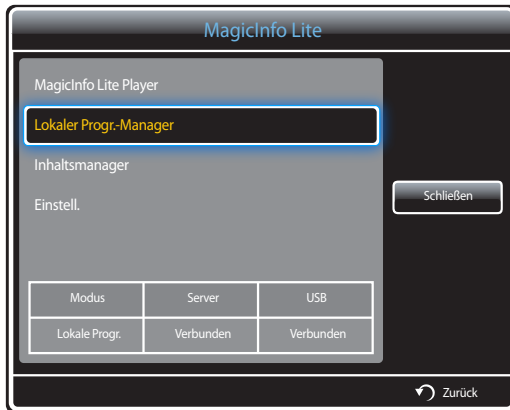 MagicInfo Lite
MagicInfo Lite Player
Lokaler Progr.-Manager
Inhaltsmanager
Einstell.
Schließen
Modus Server USB
Lokale Progr. Verbunden Verbunden
Zurück